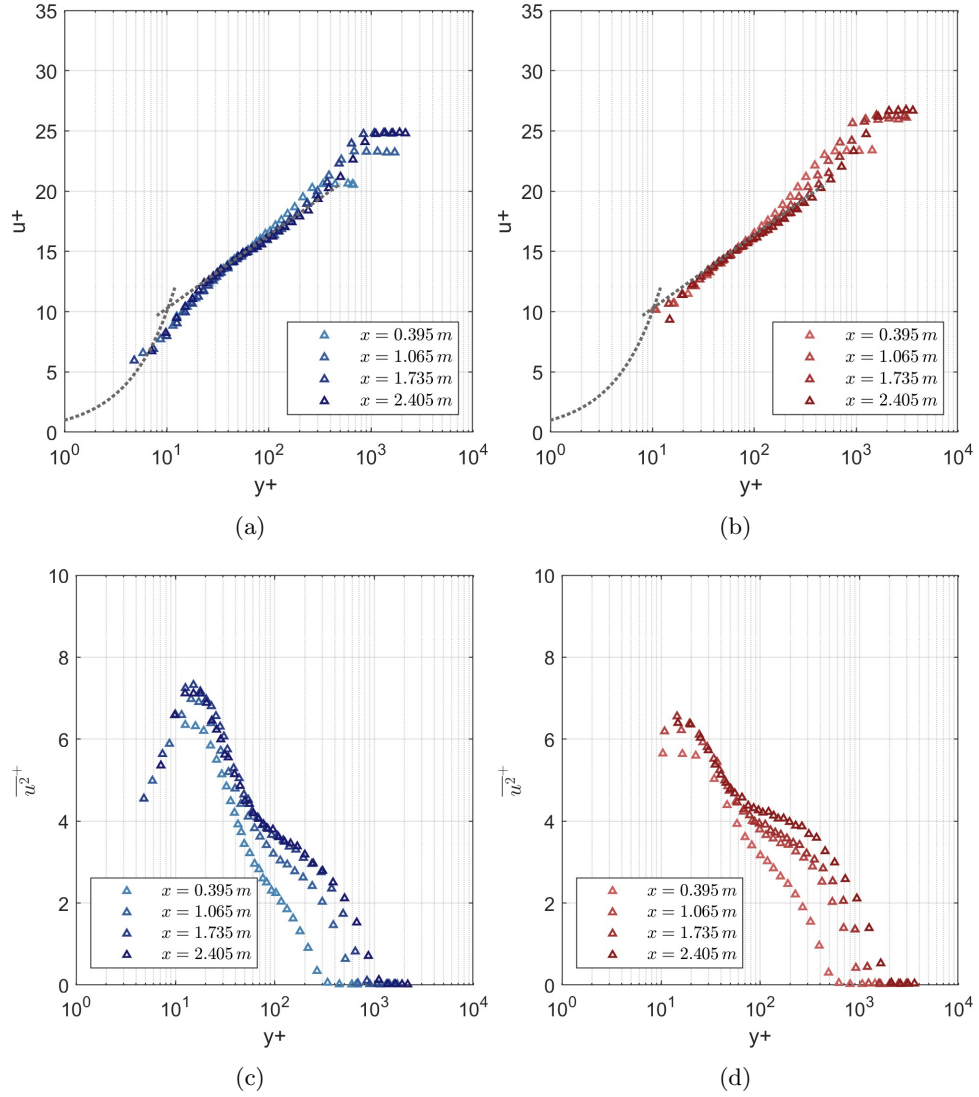 35
30
25
20
15
10
5
0
u+
10^0
10^1
10^2
10^3
10^4
y+
x = 0.395 m
x = 1.065 m
x = 1.735 m
x = 2.405 m
(a)
35
30
25
20
15
10
5
0
u+
10^0
10^1
10^2
10^3
10^4
y+
x = 0.395 m
x = 1.065 m
x = 1.735 m
x = 2.405 m
(b)
10
8
6
4
2
0
\overline{u^2}^+
10^0
10^1
10^2
10^3
10^4
y+
x = 0.395 m
x = 1.065 m
x = 1.735 m
x = 2.405 m
(c)
10
8
6
4
2
0
\overline{u^2}^+
10^0
10^1
10^2
10^3
10^4
y+
x = 0.395 m
x = 1.065 m
x = 1.735 m
x = 2.405 m
(d)